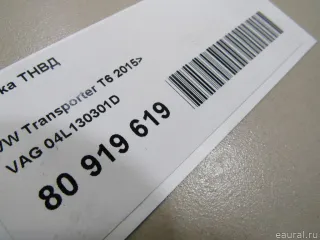 ка ТНВД
VW Transporter T6 2015>
VAG 04L130301D
80 919 619
eaural.ru